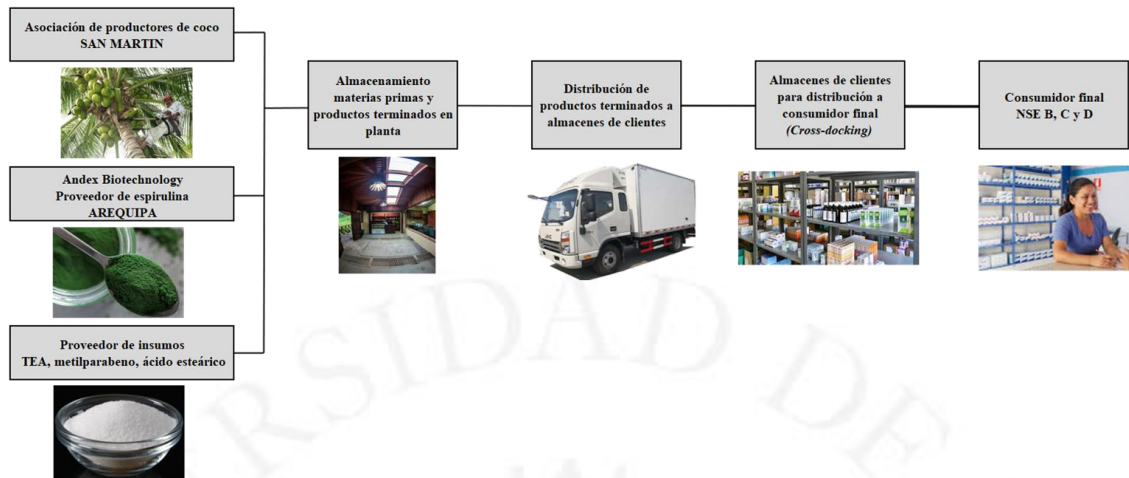 Asociación de productores de coco
SAN MARTIN
Andex Biotechnology
Proveedor de espirulina
AREQUIPA
Proveedor de insumos
TEA, metilparabeno, ácido esteárico
Almacenamiento
materias primas y
productos terminados en
planta
Distribución de
productos terminados a
almacenes de clientes
Almacenes de clientes
para distribución a
consumidor final
(Cross-docking)
Consumidor final
NSE B, C y D
ERSIDAD DE